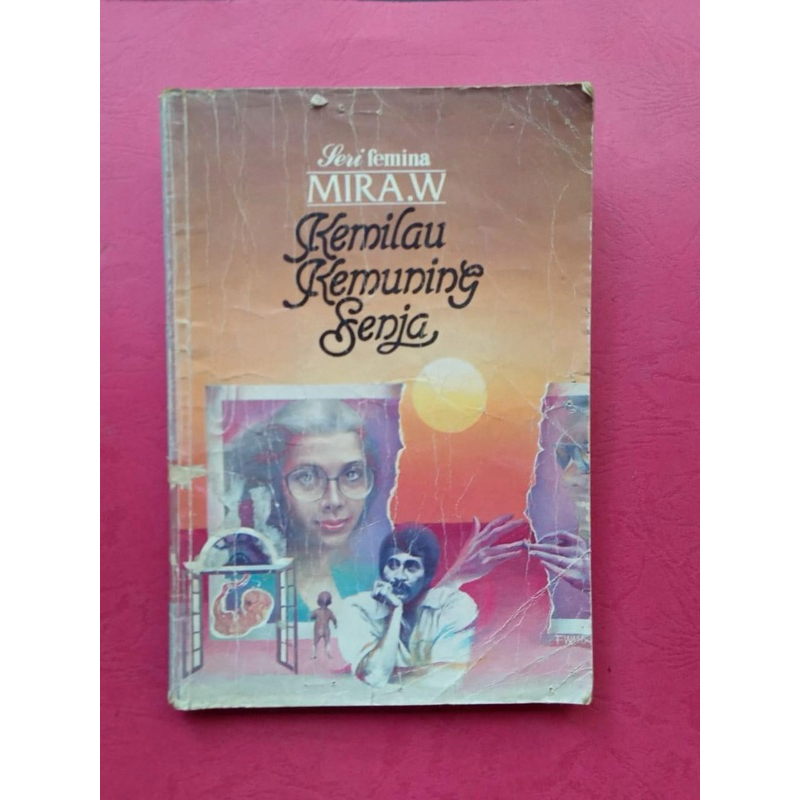 Seri femina
MIRA.W
Kemilau
Kemuning
Senja